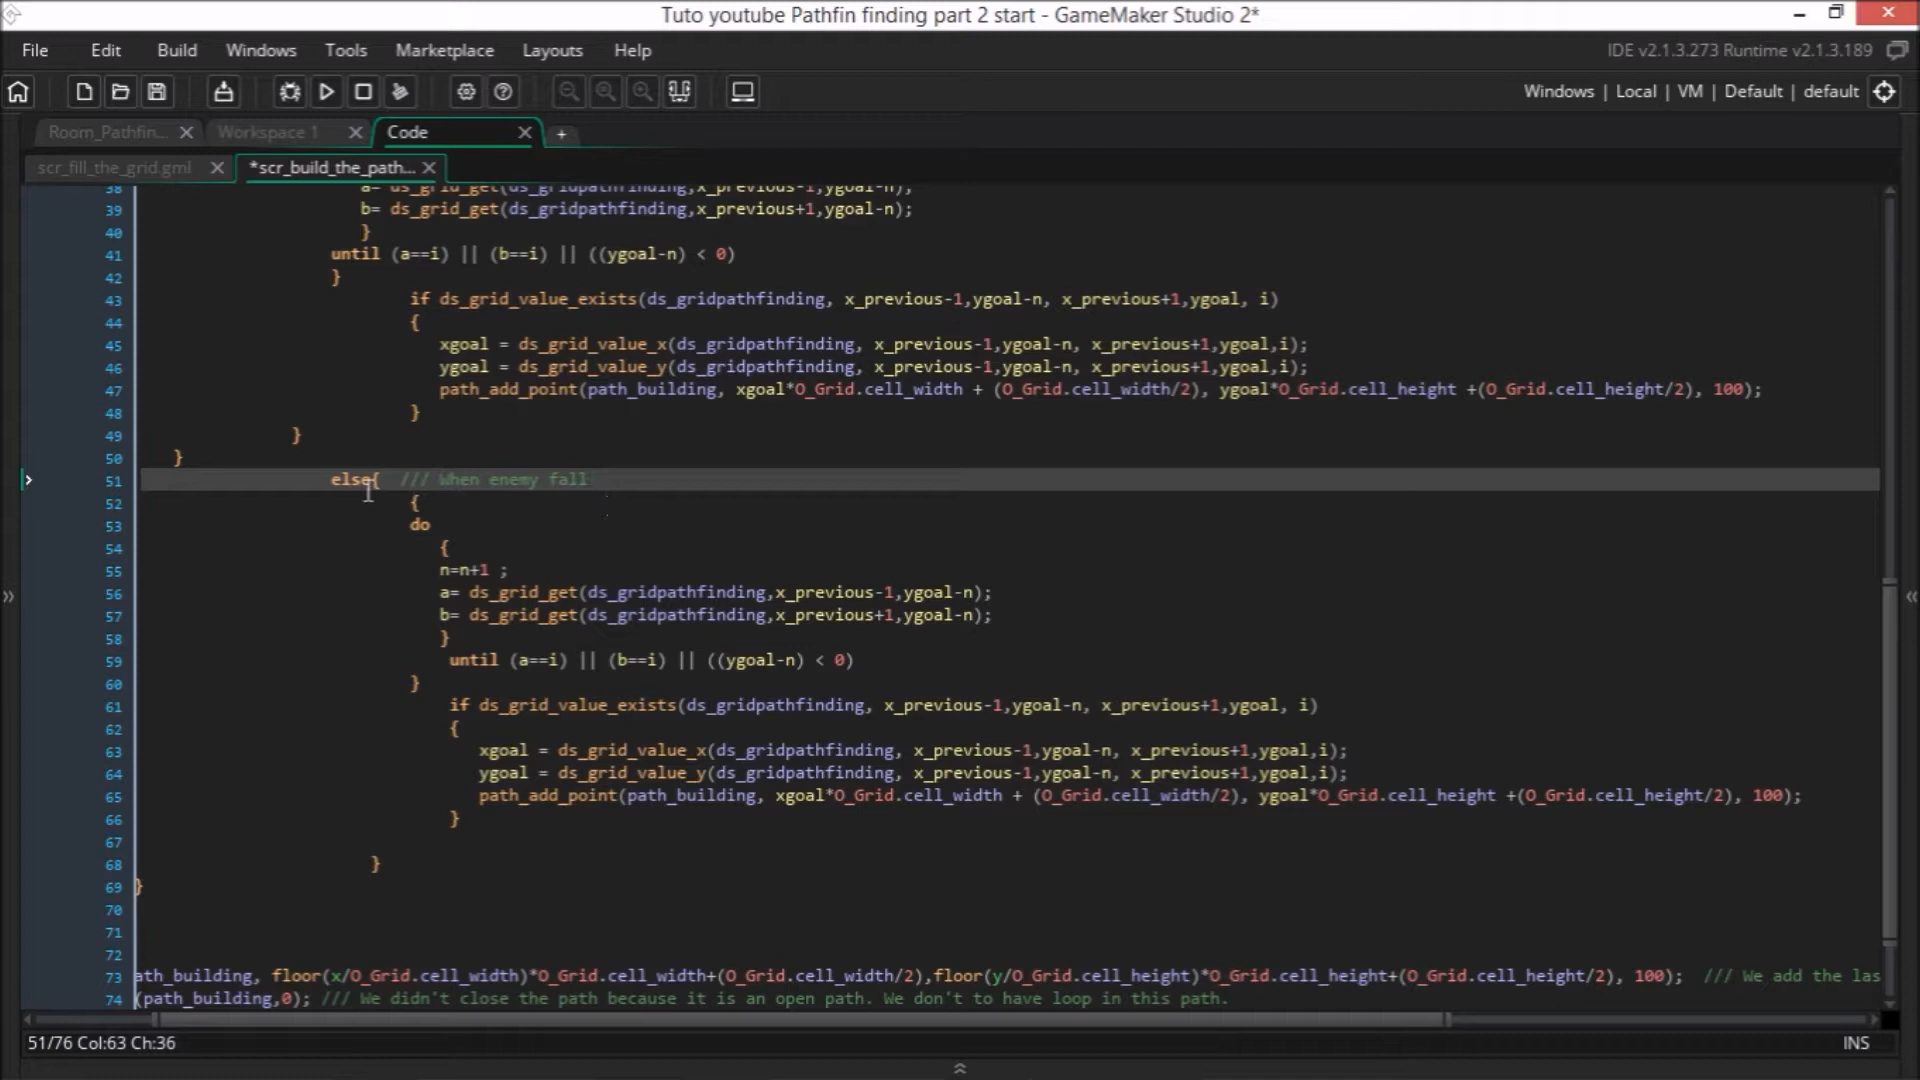 Tuto youtube Pathfin finding part 2 start - GameMaker Studio 2*
File Edit Build Windows Tools Marketplace Layouts Help IDE v2.1.3.273 Runtime v2.1.3.189
Windows | Local | VM | Default | default
Room_Pathfin... Workspace 1 Code +
scr_fill_the_grid.gml *scr_build_the_path...
38 a= ds_grid_get(ds_gridpathfinding,x_previous-1,ygoal-n);
39 b= ds_grid_get(ds_gridpathfinding,x_previous+1,ygoal-n);
40 }
41 until (a==i) || (b==i) || ((ygoal-n) < 0)
42 }
43 if ds_grid_value_exists(ds_gridpathfinding, x_previous-1,ygoal-n, x_previous+1,ygoal, i)
44 {
45 xgoal = ds_grid_value_x(ds_gridpathfinding, x_previous-1,ygoal-n, x_previous+1,ygoal,i);
46 ygoal = ds_grid_value_y(ds_gridpathfinding, x_previous-1,ygoal-n, x_previous+1,ygoal,i);
47 path_add_point(path_building, xgoal*O_Grid.cell_width + (O_Grid.cell_width/2), ygoal*O_Grid.cell_height +(O_Grid.cell_height/2), 100);
48 }
49 }
50 }
51 else{ /// When enemy fall
52 {
53 do
54 {
55 n=n+1 ;
56 a= ds_grid_get(ds_gridpathfinding,x_previous-1,ygoal-n);
57 b= ds_grid_get(ds_gridpathfinding,x_previous+1,ygoal-n);
58 }
59 until (a==i) || (b==i) || ((ygoal-n) < 0)
60 }
61 if ds_grid_value_exists(ds_gridpathfinding, x_previous-1,ygoal-n, x_previous+1,ygoal, i)
62 {
63 xgoal = ds_grid_value_x(ds_gridpathfinding, x_previous-1,ygoal-n, x_previous+1,ygoal,i);
64 ygoal = ds_grid_value_y(ds_gridpathfinding, x_previous-1,ygoal-n, x_previous+1,ygoal,i);
65 path_add_point(path_building, xgoal*O_Grid.cell_width + (O_Grid.cell_width/2), ygoal*O_Grid.cell_height +(O_Grid.cell_height/2), 100);
66 }
67
68 }
69 }
70
71
72
73 ath_building, floor(x/O_Grid.cell_width)*O_Grid.cell_width+(O_Grid.cell_width/2),floor(y/O_Grid.cell_height)*O_Grid.cell_height+(O_Grid.cell_height/2), 100); /// We add the las
74 (path_building,0); /// We didn't close the path because it is an open path. We don't to have loop in this path.
51/76 Col:63 Ch:36 INS